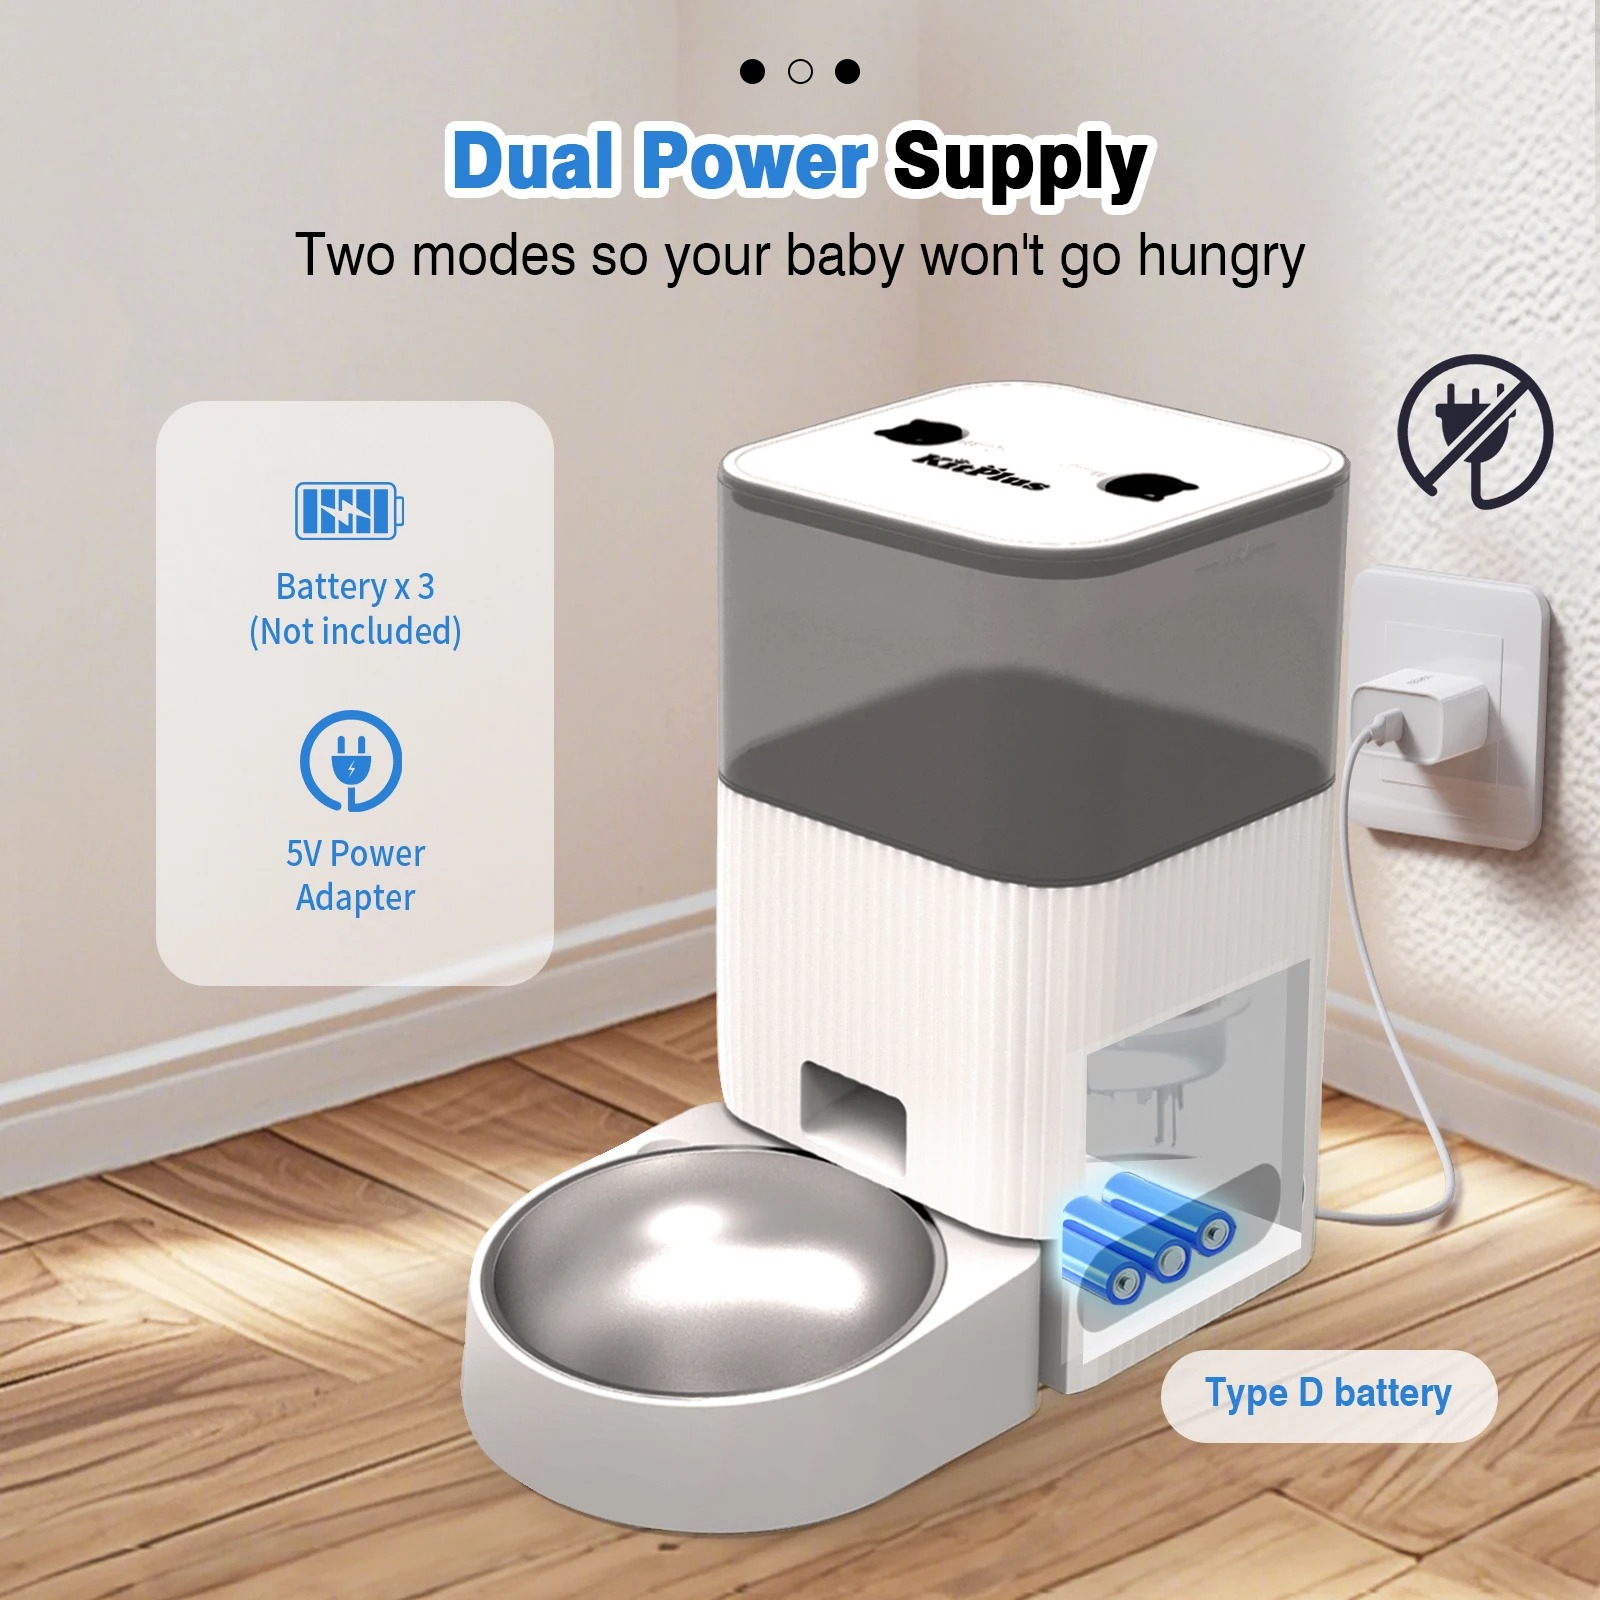 Dual Power Supply
Two modes so your baby won't go hungry
KitPlus
Battery x 3
(Not included)
5V Power
Adapter
Type D battery